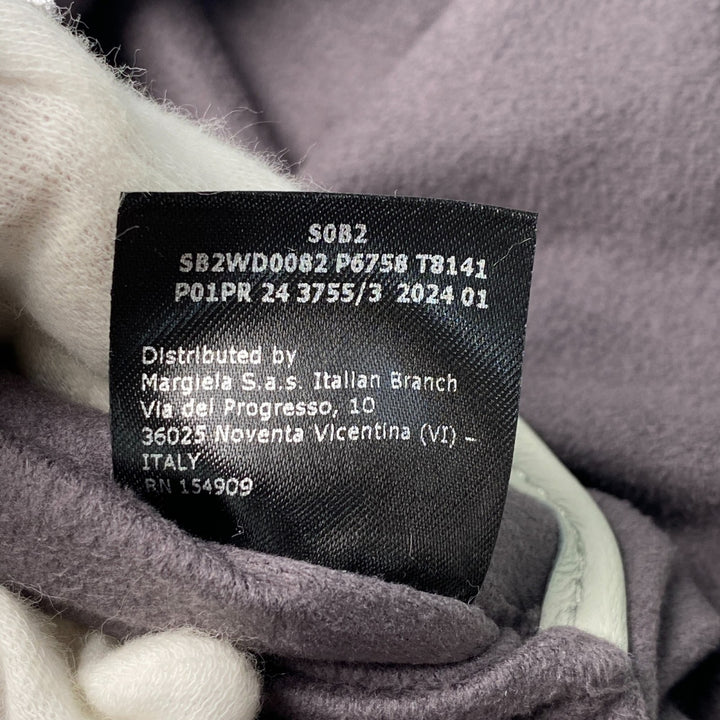 S0B2
SB2WD0082 P6758 T8141
P01PR 24 3755/3 2024 01
Distributed by
Margiela S.a.s. Italian Branch
Via del Progresso, 10
36025 Noventa Vicentina (VI) –
ITALY
RN 154909